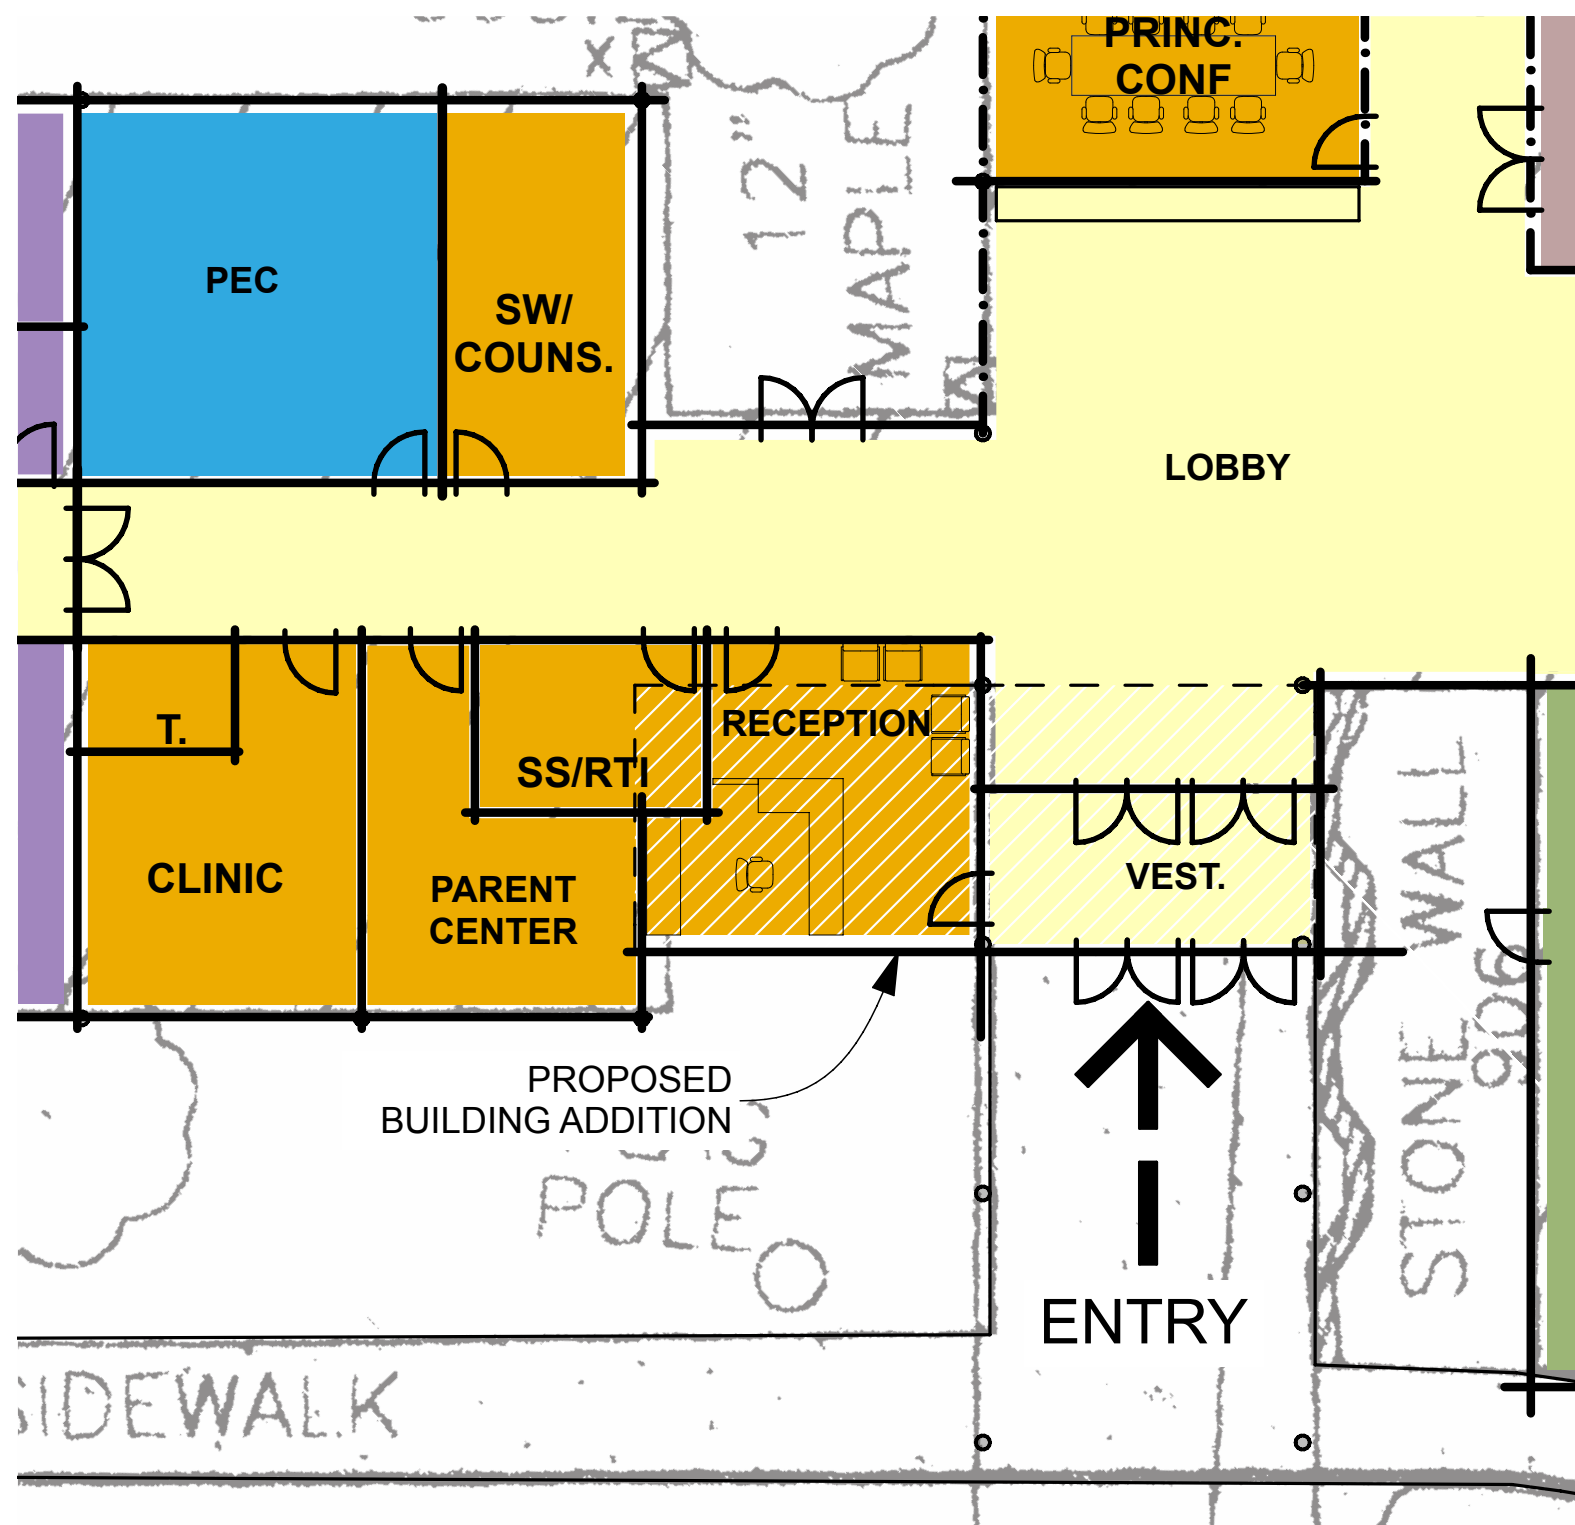 PRINC.
CONF
12"
MAPLE
PEC
SW/
COUNS.
LOBBY
T.
RECEPTION
SS/RTI
CLINIC
PARENT
CENTER
VEST.
STONE WALL
906
PROPOSED
BUILDING ADDITION
POLE
ENTRY
SIDEWALK